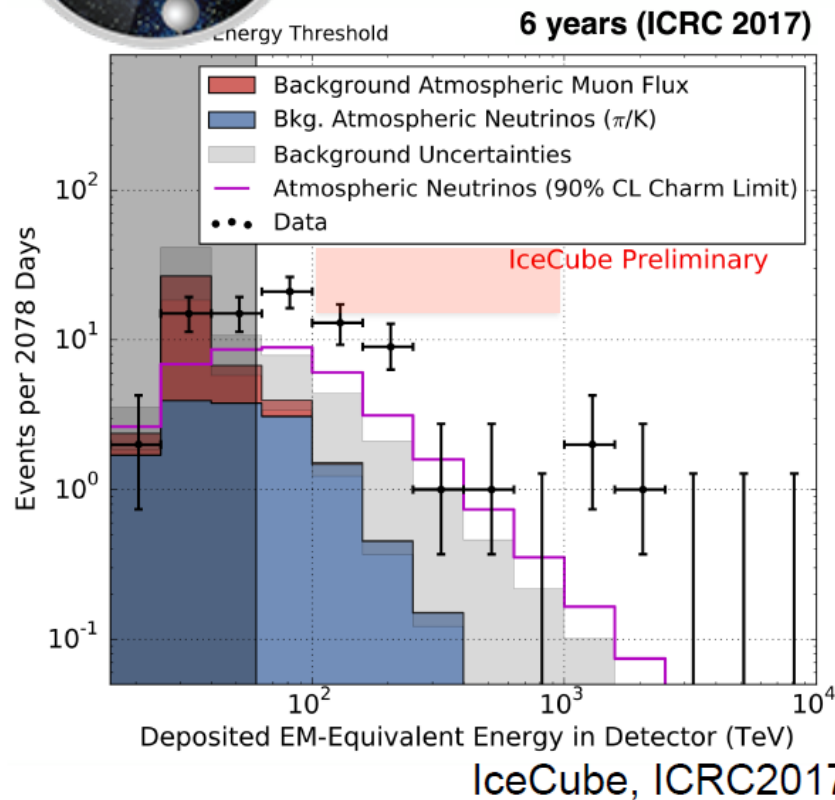 6 years (ICRC 2017)
Energy Threshold
Background Atmospheric Muon Flux
Bkg. Atmospheric Neutrinos (π/K)
Background Uncertainties
Atmospheric Neutrinos (90% CL Charm Limit)
Data
IceCube Preliminary
Events per 2078 Days
10²
10¹
10⁰
10⁻¹
10² 10³ 10⁴
Deposited EM-Equivalent Energy in Detector (TeV)
IceCube, ICRC2017